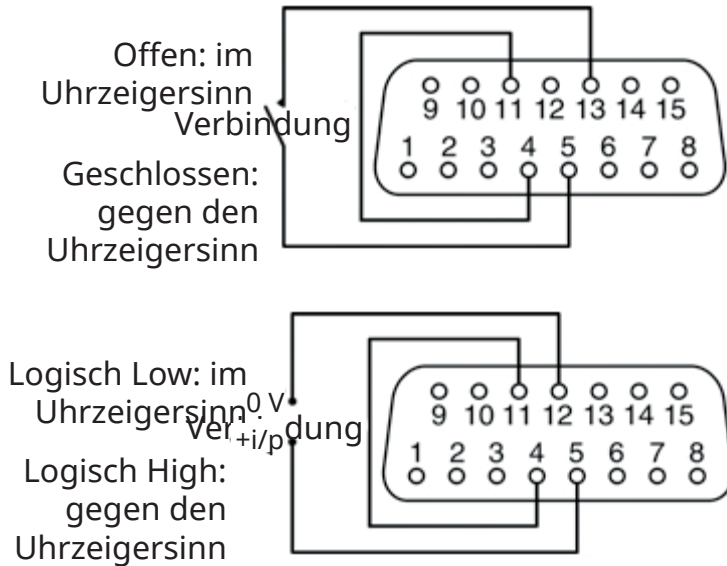 Offen: im
Uhrzeigersinn
Verbindung
Geschlossen:
gegen den
Uhrzeigersinn
9 10 11 12 13 14 15
1 2 3 4 5 6 7 8
Logisch Low: im
Uhrzeigersinn
0 V
+i/p
Logisch High:
gegen den
Uhrzeigersinn
9 10 11 12 13 14 15
1 2 3 4 5 6 7 8